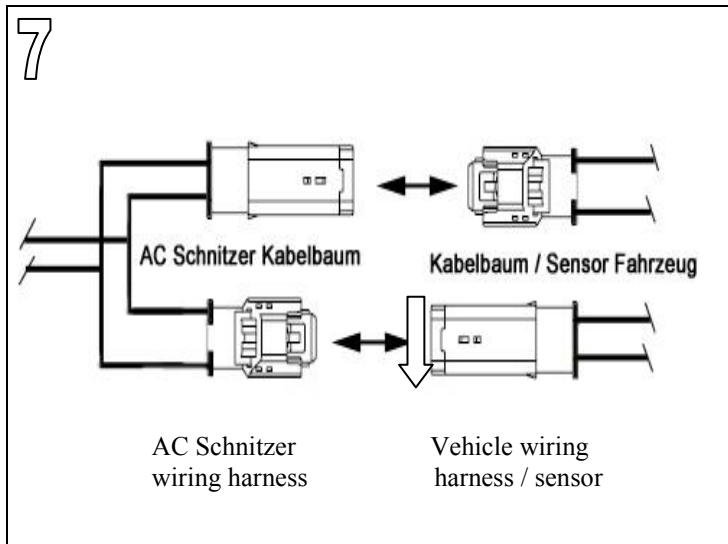 7
AC Schnitzer Kabelbaum
Kabelbaum / Sensor Fahrzeug
AC Schnitzer
wiring harness
Vehicle wiring
harness / sensor